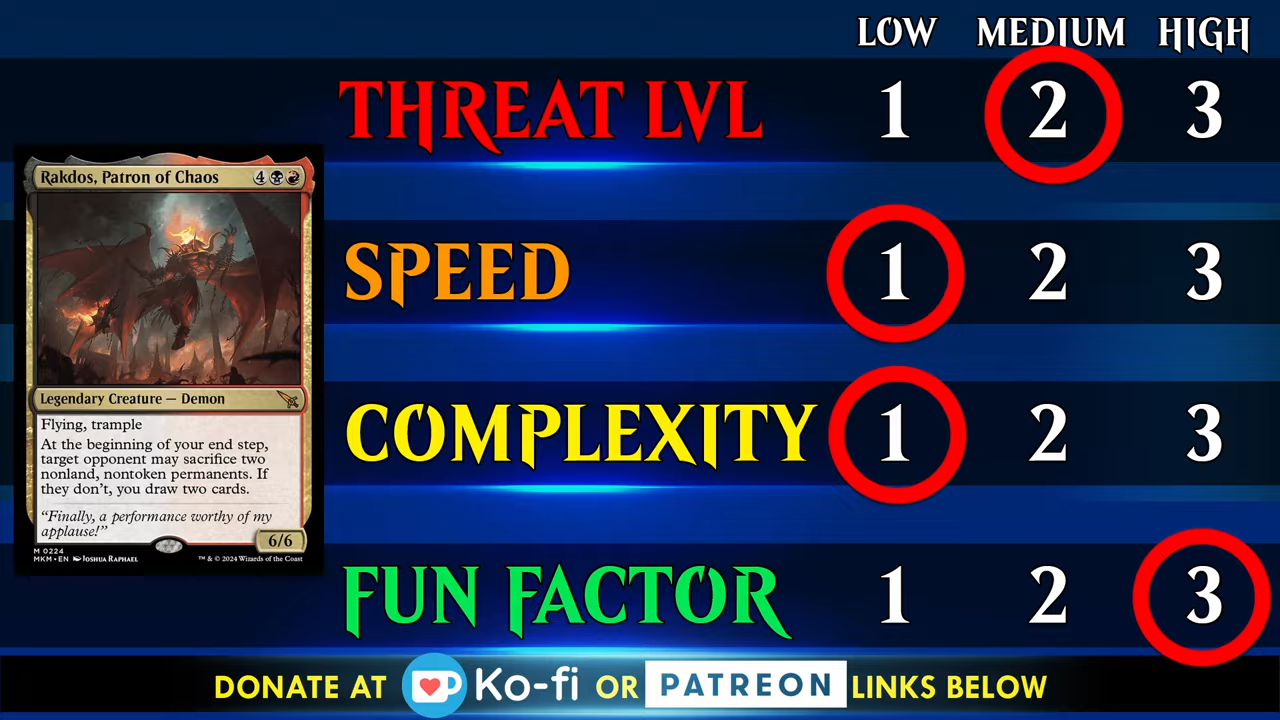 LOW MEDIUM HIGH
THREAT LVL 1 2 3
Rakdos, Patron of Chaos 4
SPEED 1 2 3
Legendary Creature — Demon
Flying, trample
At the beginning of your end step,
target opponent may sacrifice two
nonland, nontoken permanents. If
they don't, you draw two cards.
"Finally, a performance worthy of my
applause!"
6/6
M 0224
MKM • EN JOSHUA RAPHAEL
™ & © 2024 Wizards of the Coast
COMPLEXITY 1 2 3
FUN FACTOR 1 2 3
DONATE AT Ko-fi OR PATREON LINKS BELOW